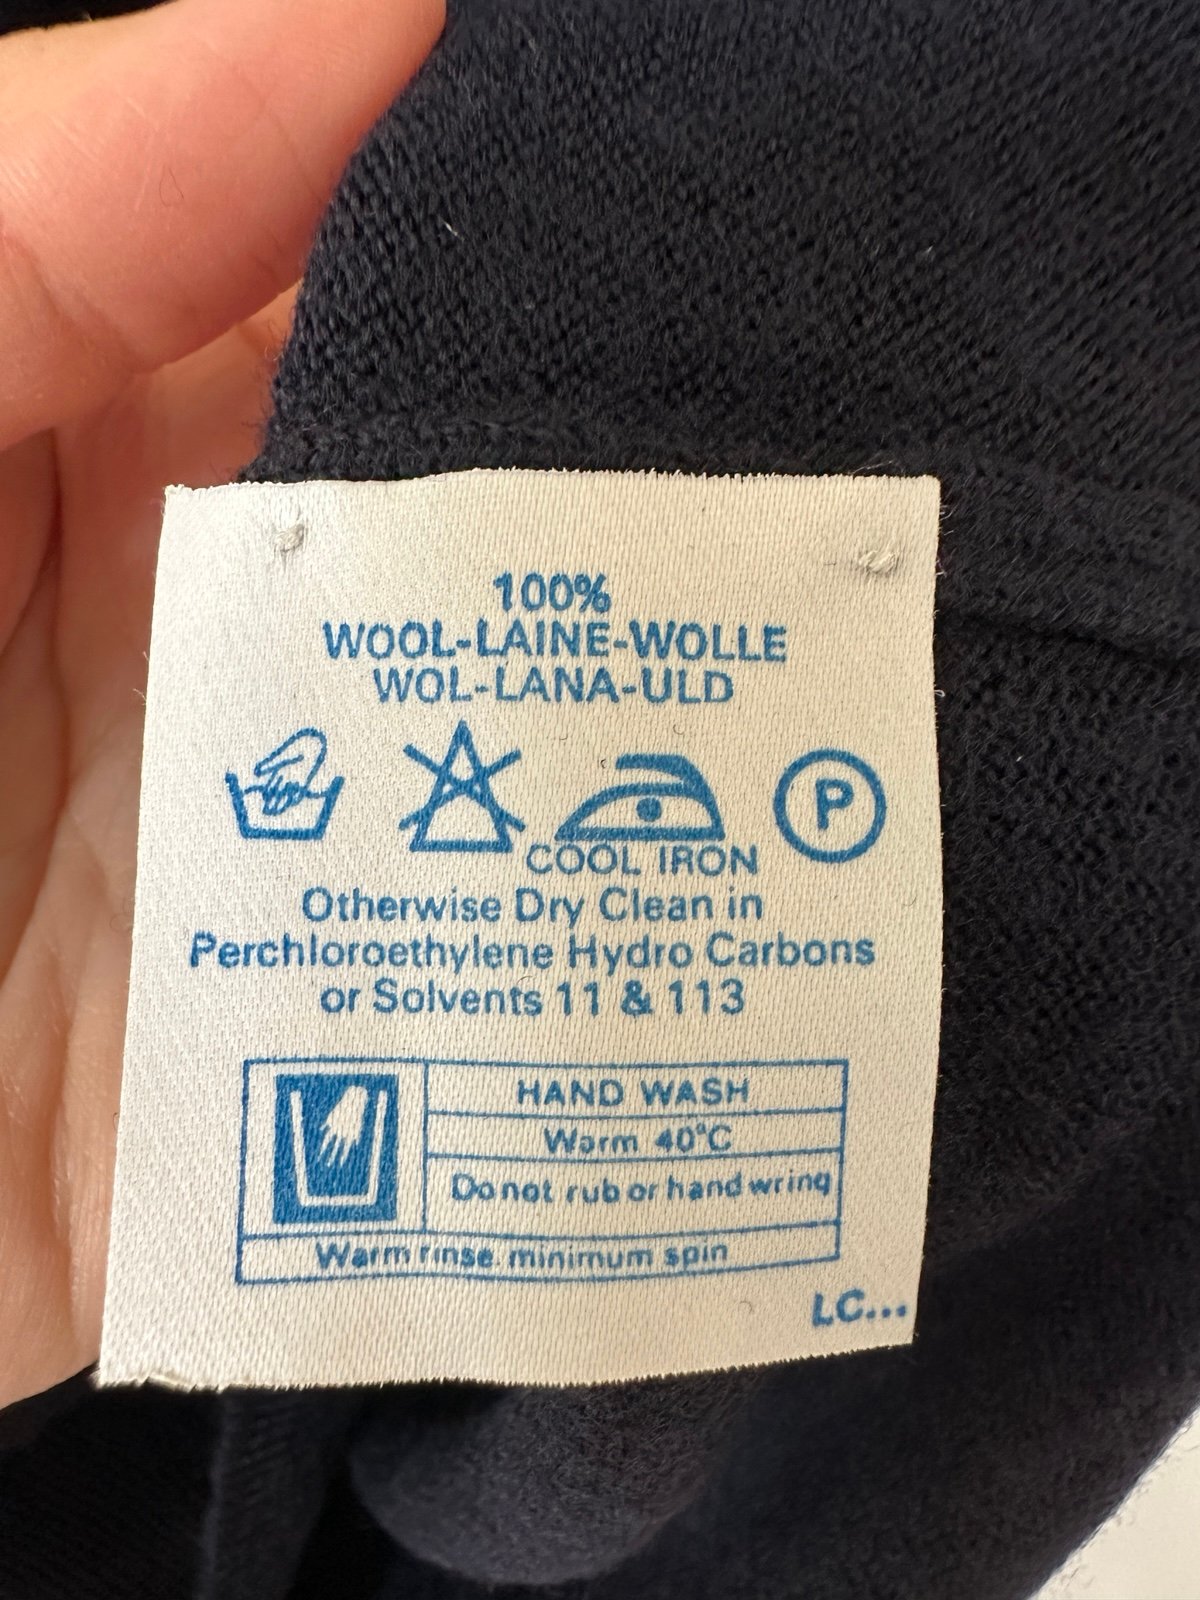 100%
WOOL-LAINE-WOLLE
WOL-LANA-ULD
P
COOL IRON
Otherwise Dry Clean in
Perchloroethylene Hydro Carbons
or Solvents 11 & 113
HAND WASH
Warm 40°C
Do not rub or hand wring
Warm rinse minimum spin
LC...